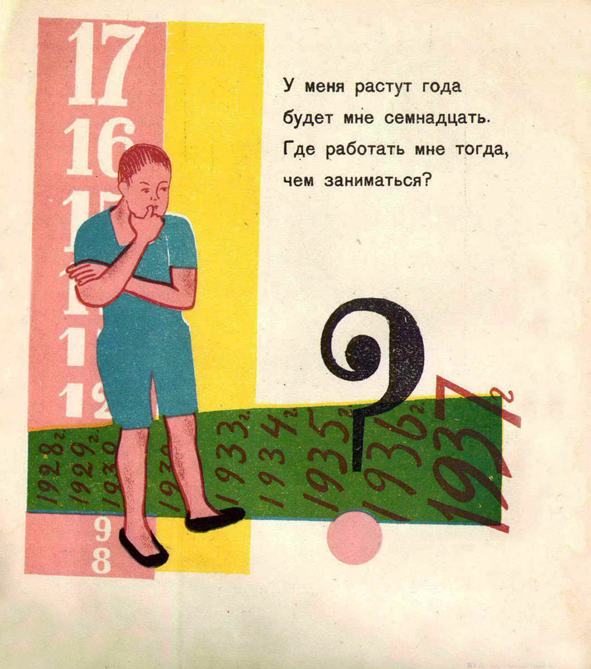 У меня растут года
будет мне семнадцать.
Где работать мне тогда,
чем заниматься?
17
16
12
9
8
1928г.
1929г.
1933г.
1934г.
1935г.
1936г.
1937г
?